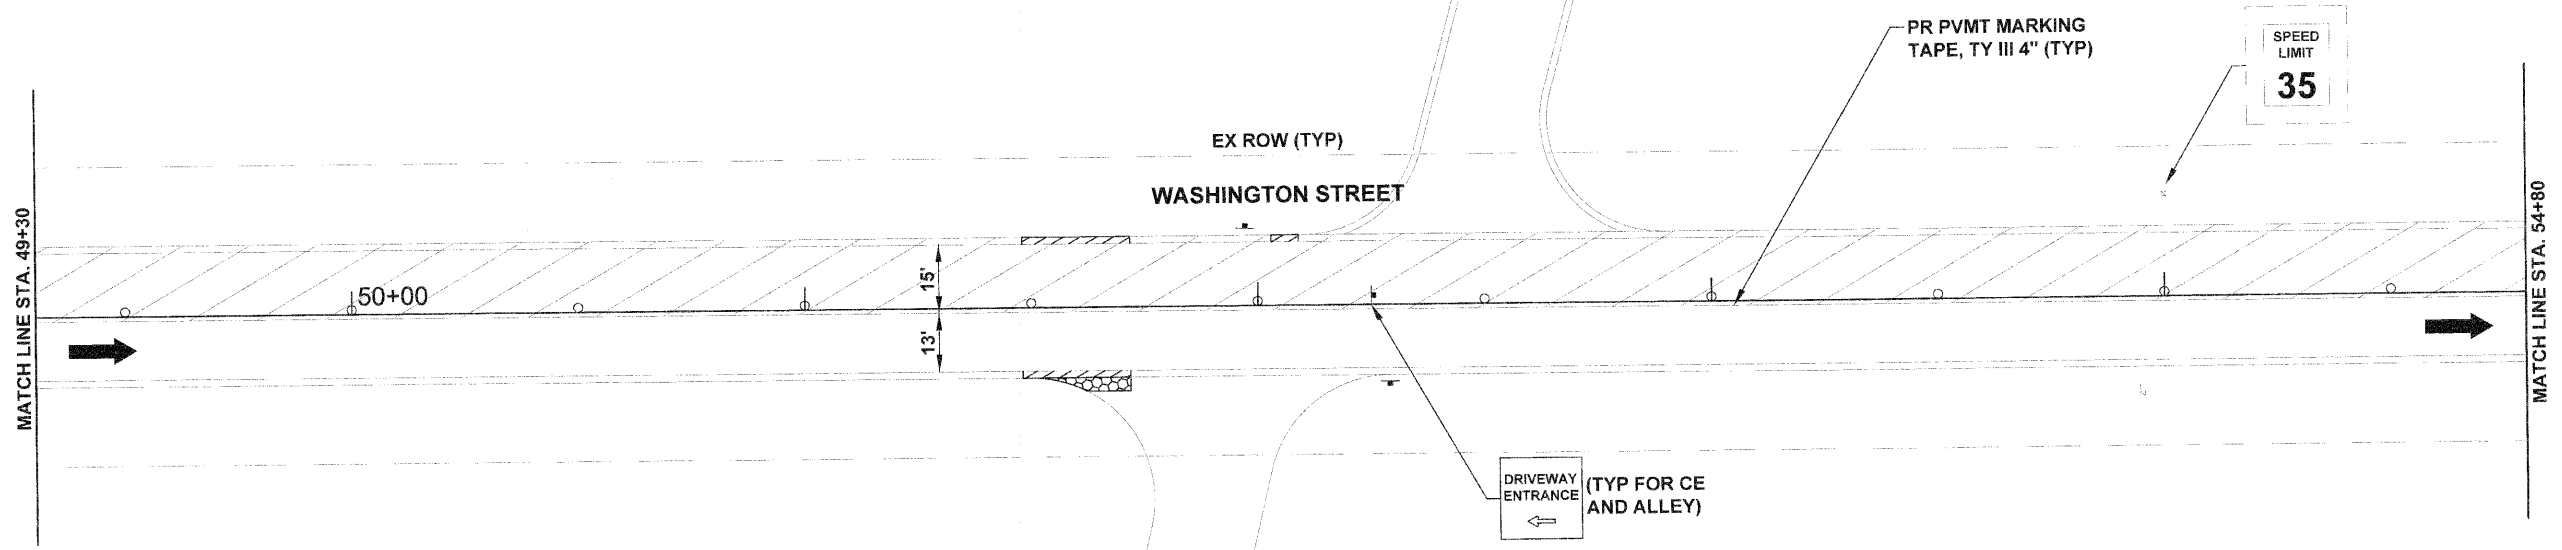 PR PVMT MARKING
TAPE, TY III 4" (TYP)
SPEED
LIMIT
35
EX ROW (TYP)
WASHINGTON STREET
MATCH LINE STA. 49+30
50+00
15'
13'
MATCH LINE STA. 54+80
DRIVEWAY
ENTRANCE
(TYP FOR CE
AND ALLEY)